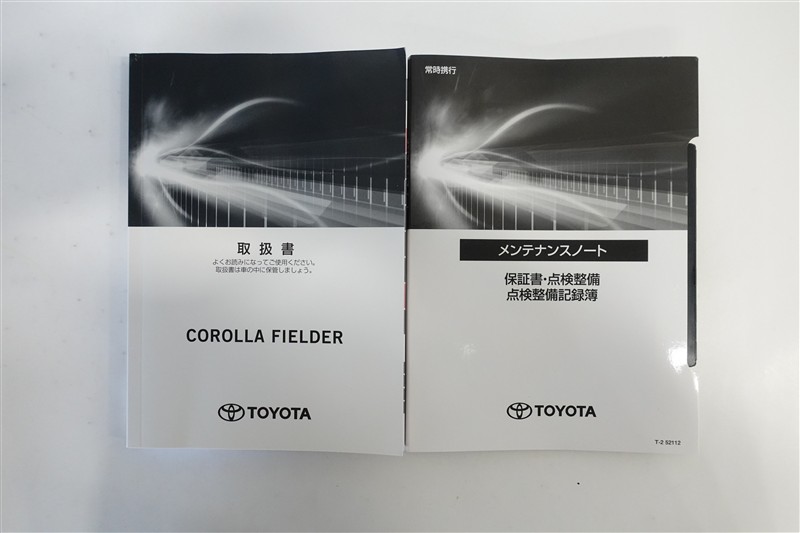 取扱書
よくお読みになってご使用ください。
取扱書は車の中に保管しましょう。
COROLLA FIELDER
TOYOTA
常時携行
メンテナンスノート
保証書・点検整備
点検整備記録簿
TOYOTA
T-2 52112